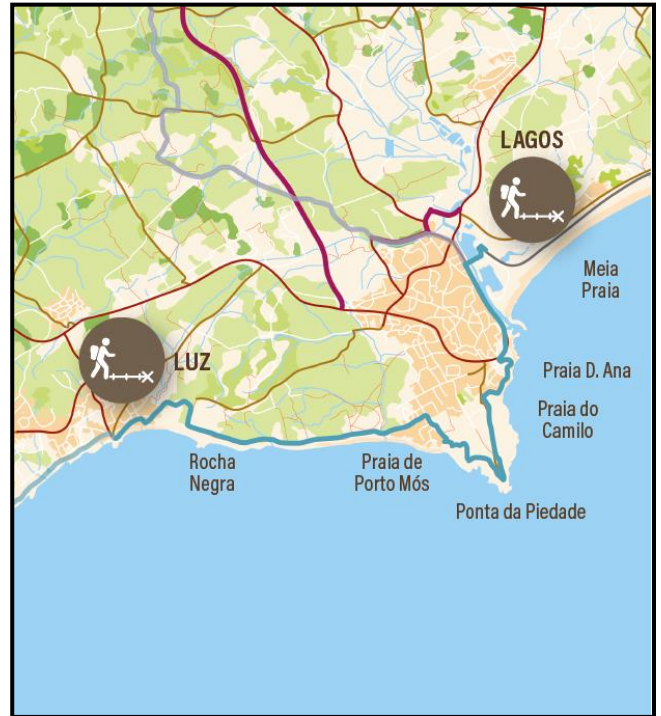 LAGOS
Meia
Praia
LUZ
Praia D. Ana
Praia do
Camilo
Rocha
Negra
Praia de
Porto Mós
Ponta da Piedade